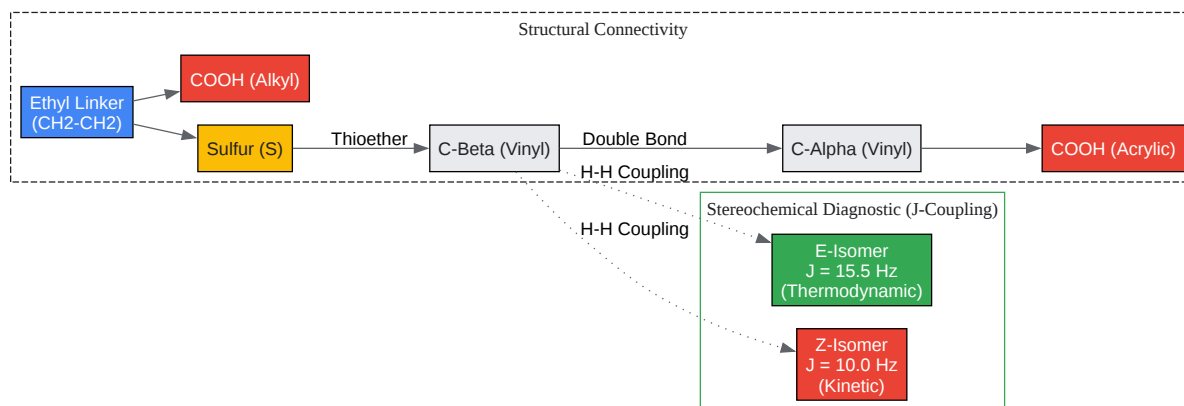 Structural Connectivity
COOH (Alkyl)
Ethyl Linker
(CH2-CH2)
Sulfur (S)
Thioether
C-Beta (Vinyl)
Double Bond
C-Alpha (Vinyl)
COOH (Acrylic)
H-H Coupling
Stereochemical Diagnostic (J-Coupling)
H-H Coupling
E-Isomer
J = 15.5 Hz
(Thermodynamic)
Z-Isomer
J = 10.0 Hz
(Kinetic)